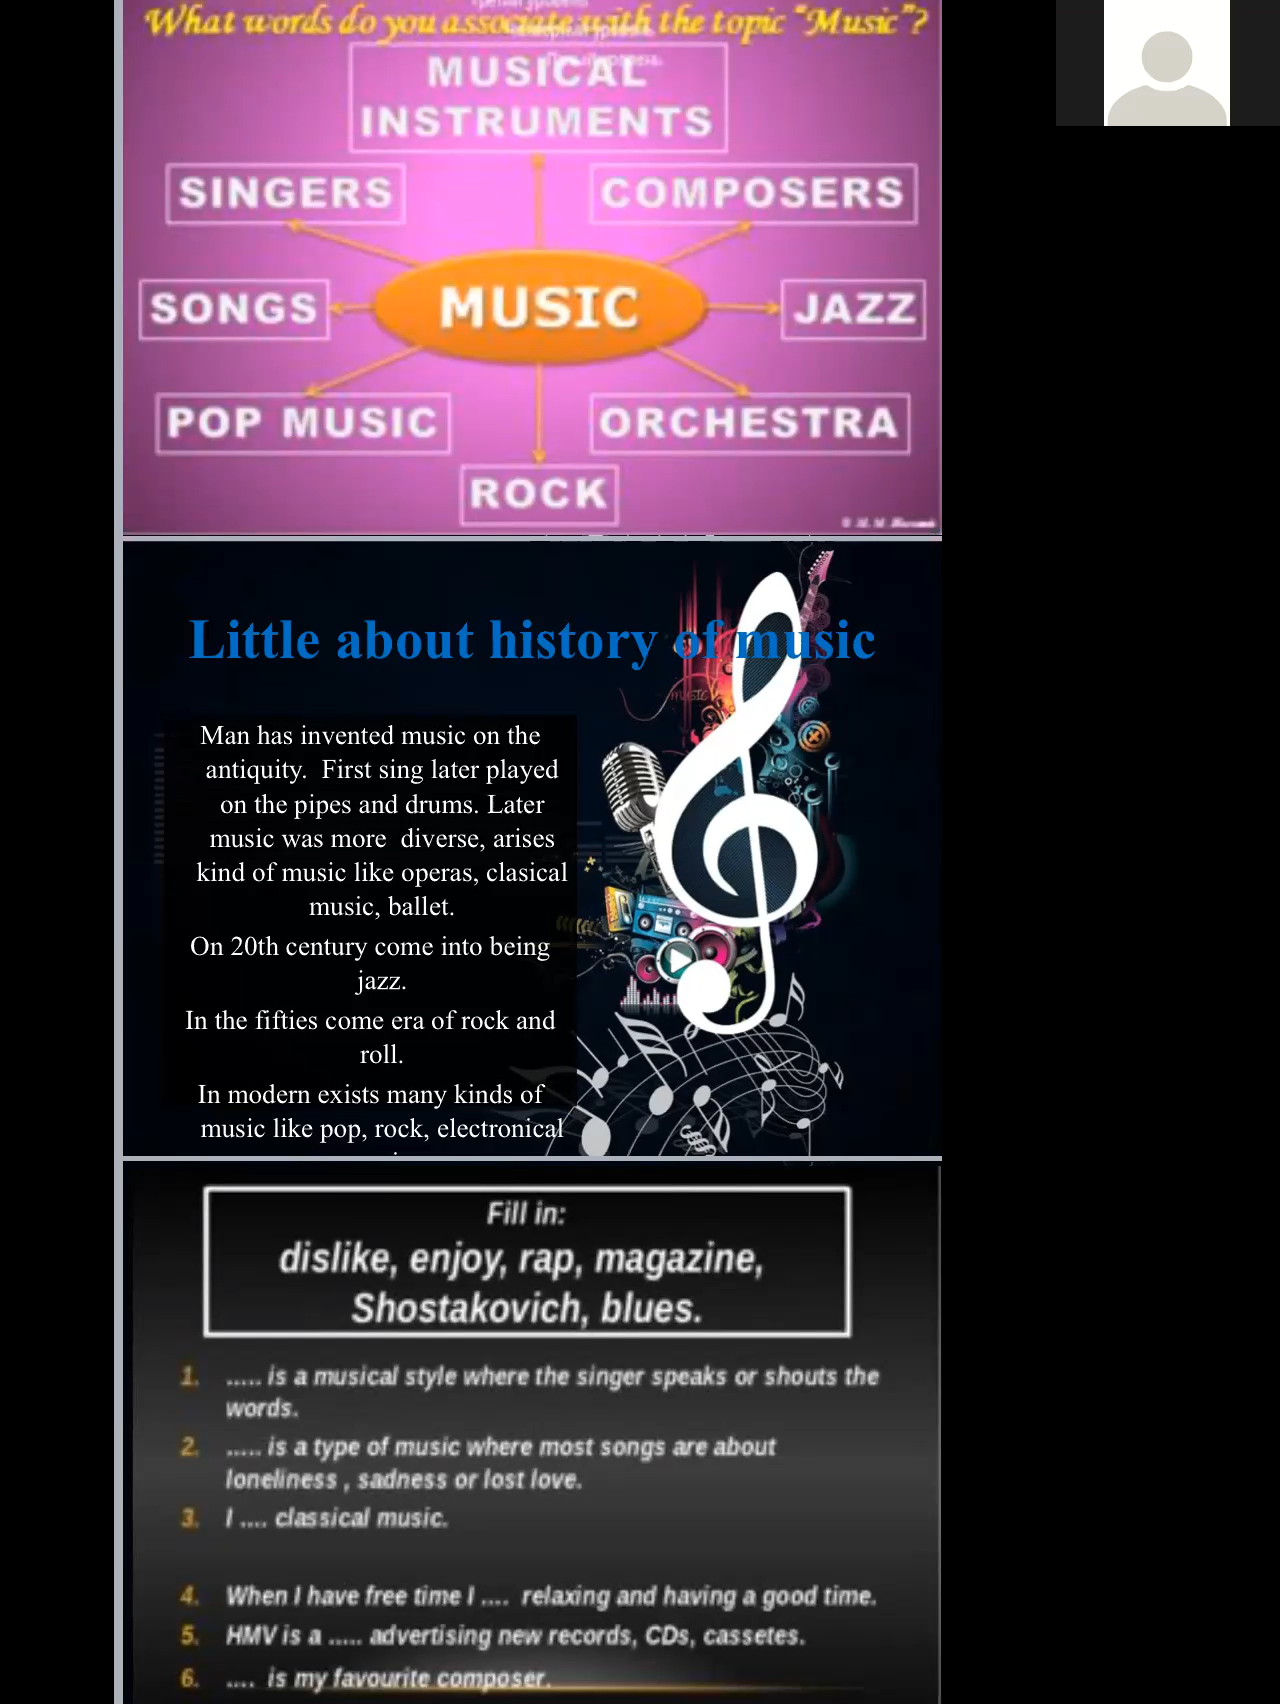 What words do you associate with the topic "Music"?
MUSICAL
INSTRUMENTS
SINGERS
COMPOSERS
SONGS
MUSIC
JAZZ
POP MUSIC
ORCHESTRA
ROCK
Little about history of music
music
Man has invented music on the
antiquity. First sing later played
on the pipes and drums. Later
music was more diverse, arises
kind of music like operas, clasical
music, ballet.
On 20th century come into being
jazz.
In the fifties come era of rock and
roll.
In modern exists many kinds of
music like pop, rock, electronical
Fill in:
dislike, enjoy, rap, magazine,
Shostakovich, blues.
1. ..... is a musical style where the singer speaks or shouts the
words.
2. ..... is a type of music where most songs are about
loneliness , sadness or lost love.
3. I .... classical music.
4. When I have free time I .... relaxing and having a good time.
5. HMV is a ..... advertising new records, CDs, cassetes.
6. .... is my favourite composer.